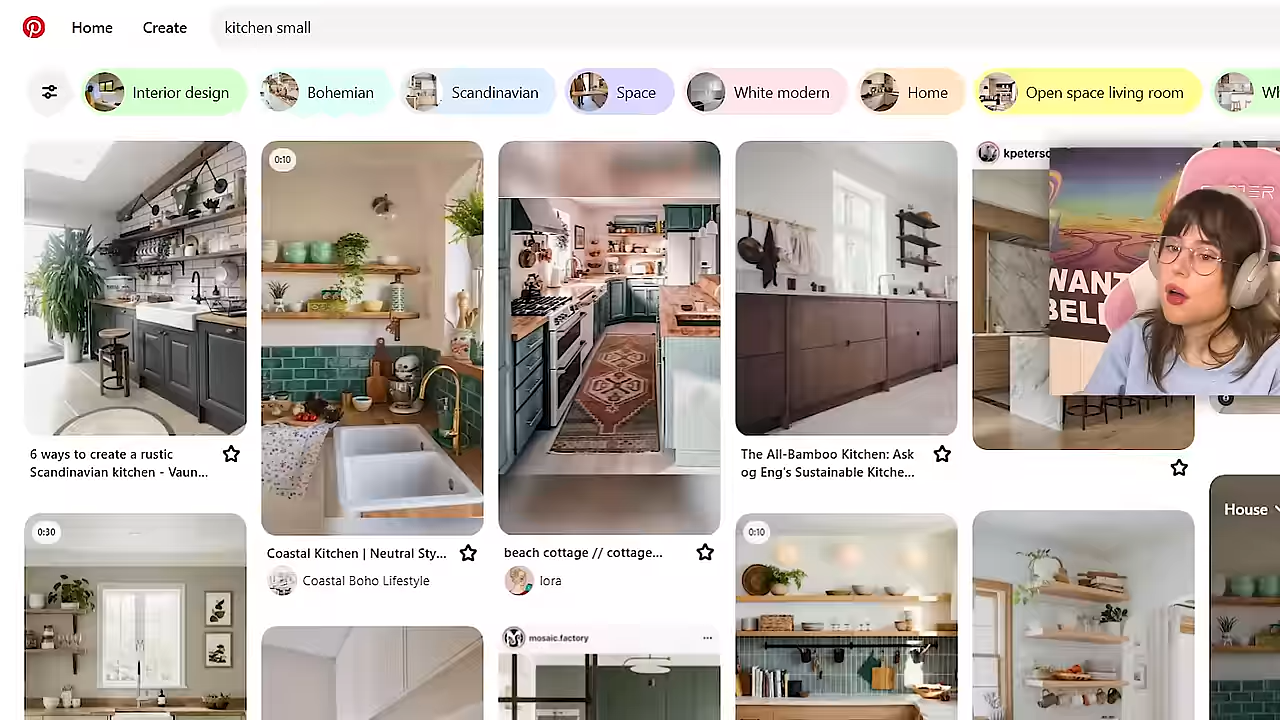 Home
Create
kitchen small
Interior design
Bohemian
Scandinavian
Space
White modern
Home
Open space living room
0:10
WANT
BELL
6 ways to create a rustic
Scandinavian kitchen - Vaun...
The All-Bamboo Kitchen: Ask
og Eng's Sustainable Kitche...
Coastal Kitchen | Neutral Sty...
Coastal Boho Lifestyle
beach cottage // cottage...
lora
0:30
0:10
House
mosaic.factory